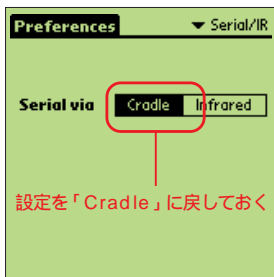 Preferences ▼ Serial/IR
Serial via Cradle Infrared
設定を「Cradle」に戻しておく